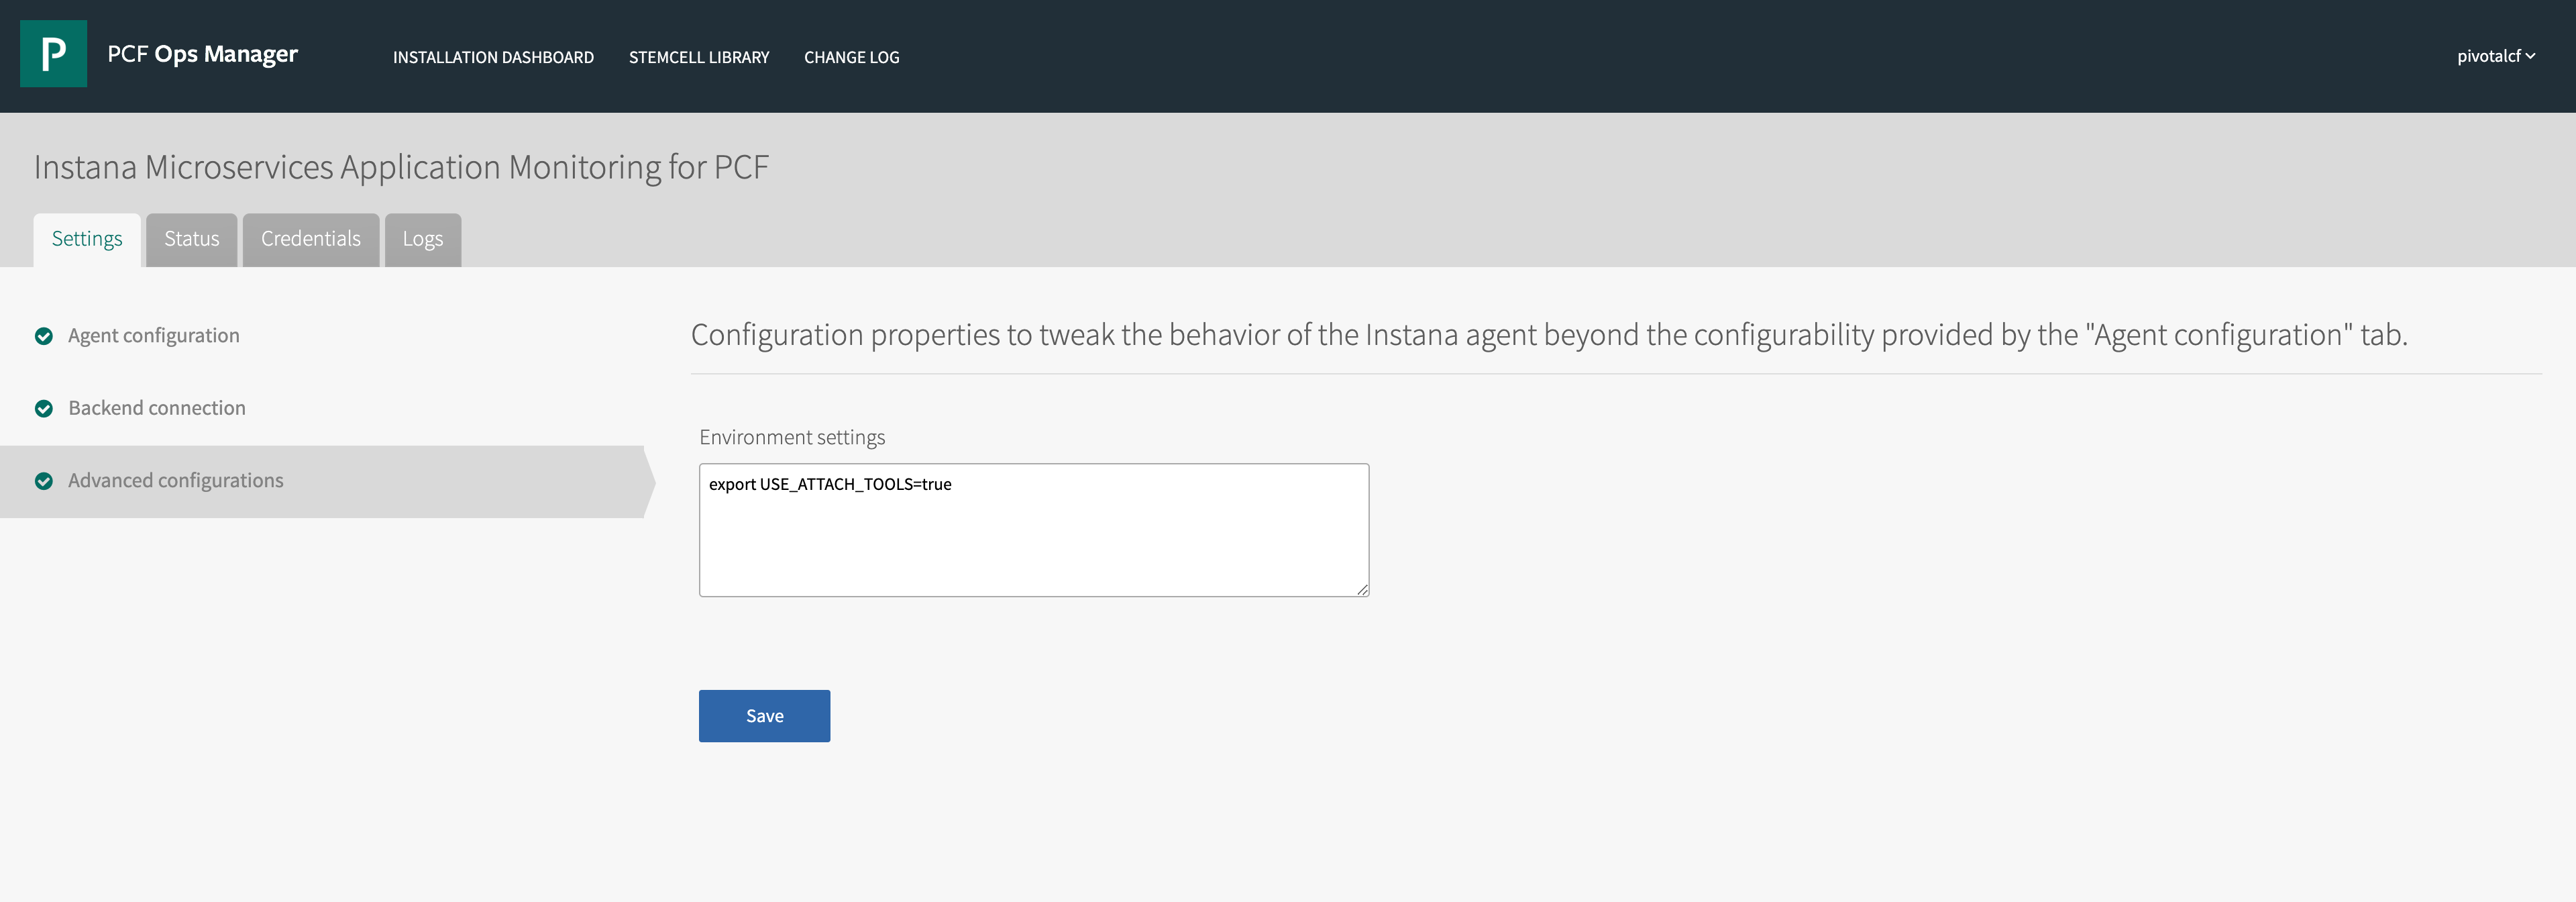 P
PCF Ops Manager
INSTALLATION DASHBOARD
STEMCELL LIBRARY
CHANGE LOG
pivotalcf
Instana Microservices Application Monitoring for PCF
Settings
Status
Credentials
Logs
Agent configuration
Backend connection
Advanced configurations
Configuration properties to tweak the behavior of the Instana agent beyond the configurability provided by the "Agent configuration" tab.
Environment settings
export USE_ATTACH_TOOLS=true
Save